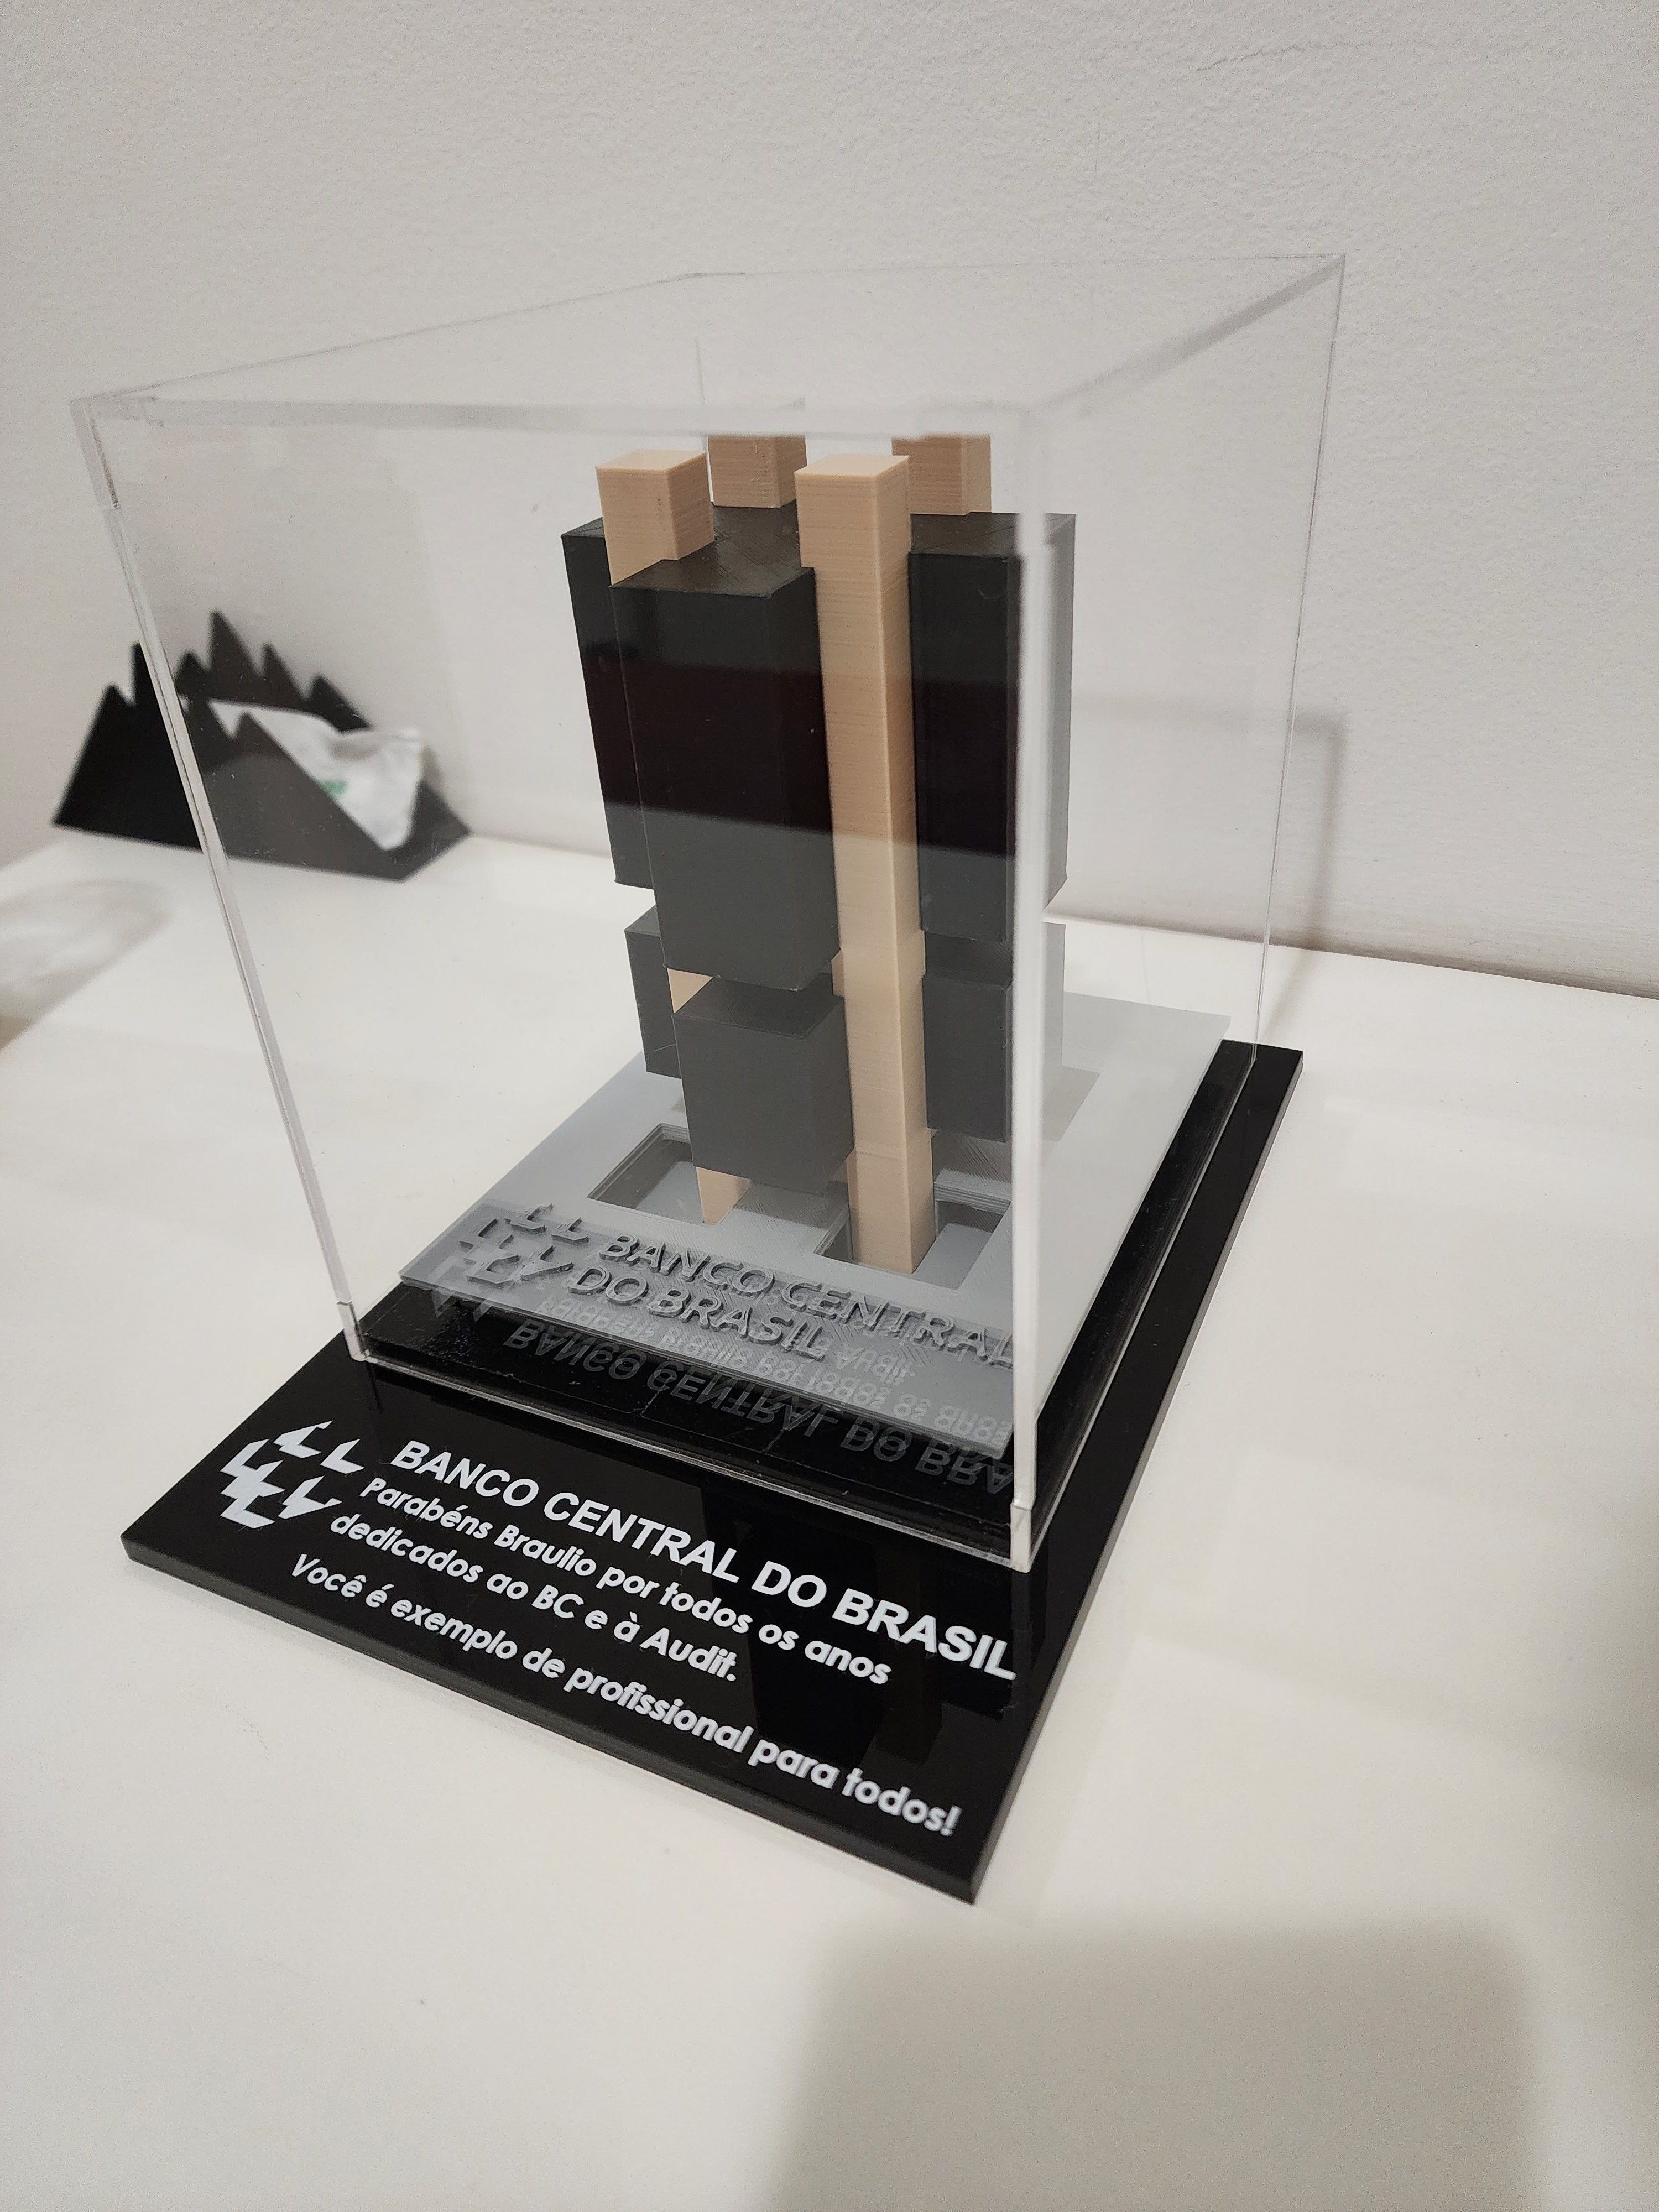 BANCO CENTRAL
DO BRASIL
BANCO CENTRAL DO BRASIL
Parabéns Braulio por todos os anos
dedicados ao BC e à Audit.
Você é exemplo de profissional para todos!